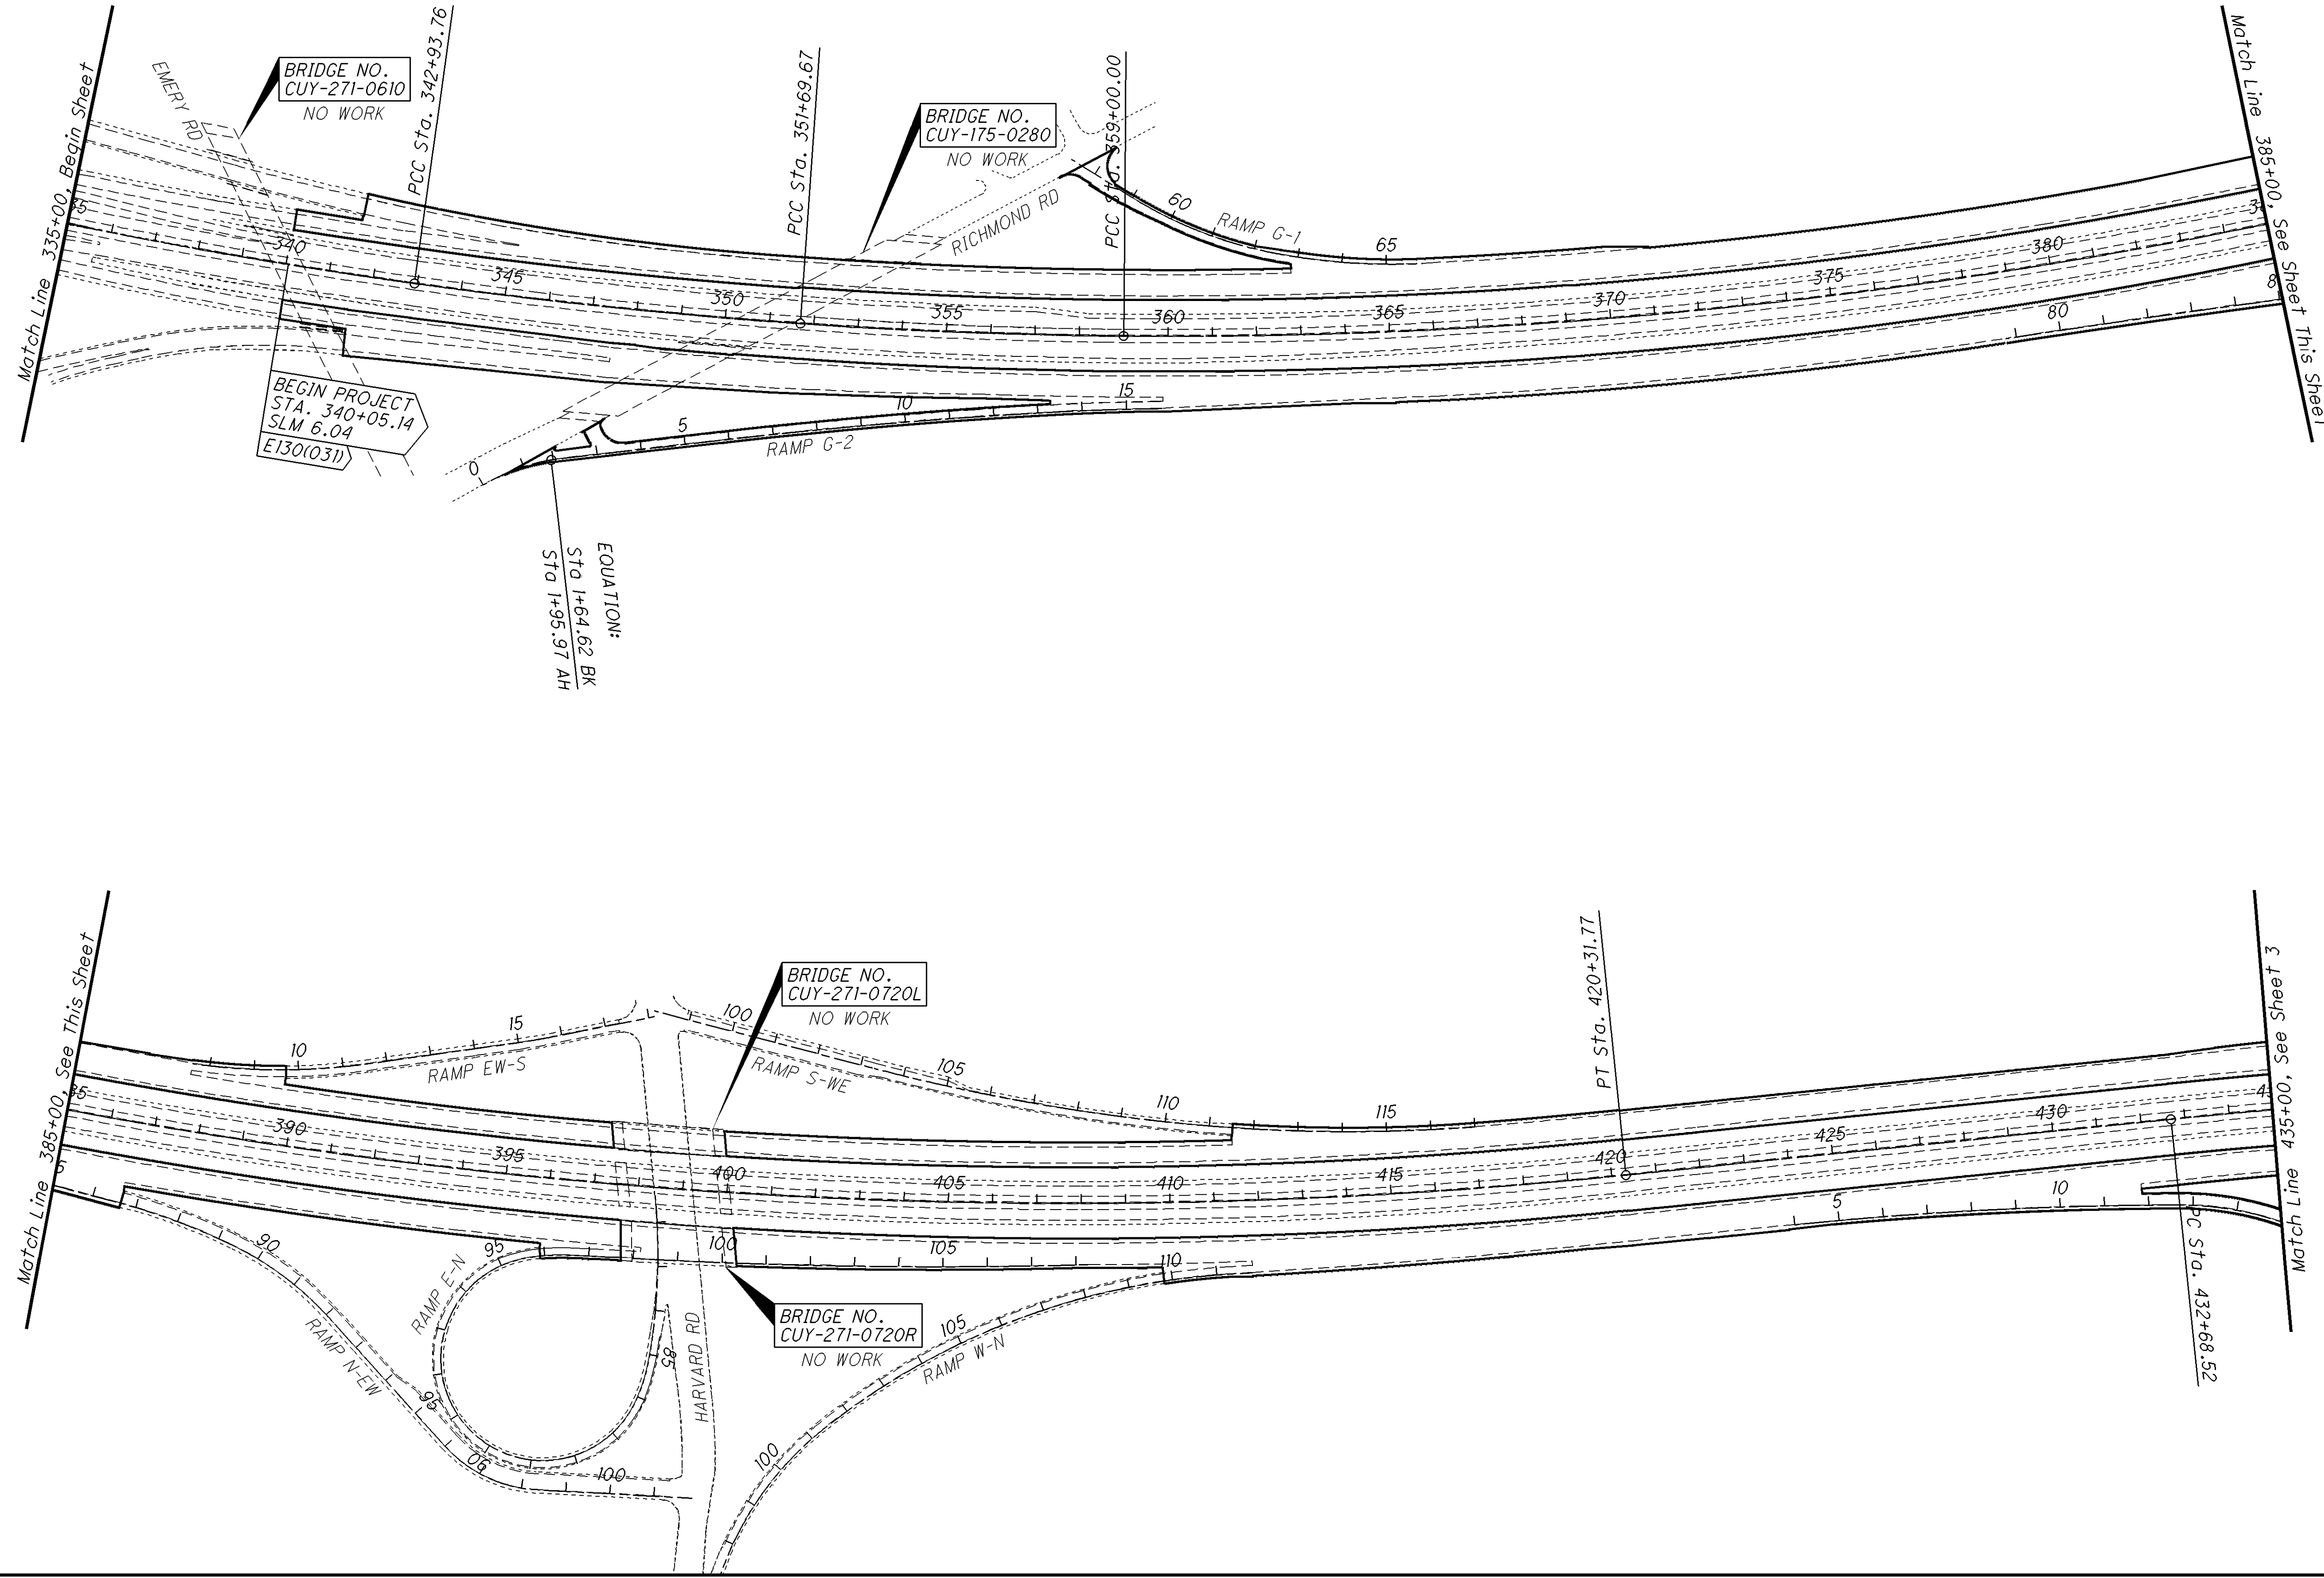 Match Line 335+00, Begin Sheet
EMERY RD
BRIDGE NO.
CUY-271-0610
NO WORK
PCC Sta. 342+93.76
PCC Sta. 351+69.67
BRIDGE NO.
CUY-175-0280
NO WORK
RICHMOND RD
PCC Sta. 359+00.00
60
RAMP G-1
65
Match Line 385+00, See Sheet This Sheet
35
340
345
350
355
360
365
370
375
380
80
BEGIN PROJECT
STA. 340+05.14
SLM 6.04
E130(031)
0
5
10
15
RAMP G-2
EQUATION:
Sta 1+64.62 BK
Sta 1+95.97 AH
Match Line 385+00, See This Sheet
10
15
RAMP EW-S
BRIDGE NO.
CUY-271-0720L
NO WORK
100
RAMP S-WE
105
110
115
PT Sta. 420+31.77
Match Line 435+00, See Sheet 3
85
390
395
400
405
410
415
420
425
430
5
10
PC Sta. 432+68.52
90
95
RAMP E-N
RAMP N-EW
95
90
100
85
HARVARD RD
100
105
110
BRIDGE NO.
CUY-271-0720R
NO WORK
105
RAMP W-N
100